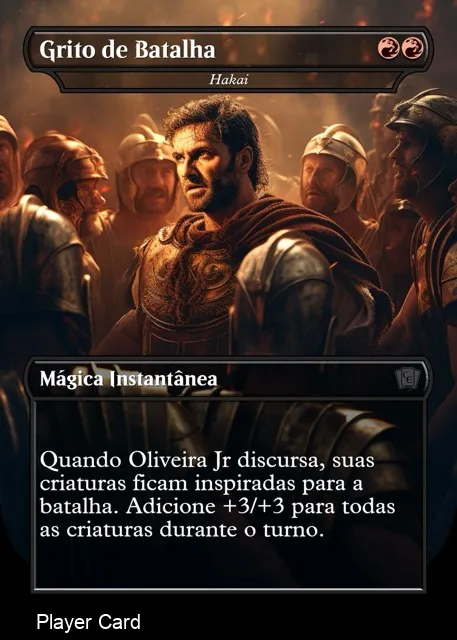 Grito de Batalha
Hakai
Mágica Instantânea
Quando Oliveira Jr discursa, suas
criaturas ficam inspiradas para a
batalha. Adicione +3/+3 para todas
as criaturas durante o turno.
Player Card